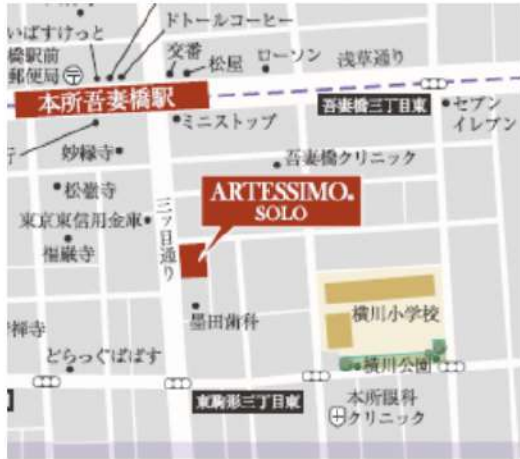 ドトールコーヒー
いばすけっと
橋駅前
郵便局
交番
松屋
ローソン
浅草通り
本所吾妻橋駅
吾妻橋三丁目東
セブン
イレブン
ミニストップ
行
妙縁寺
吾妻橋クリニック
松嶺寺
ARTESSIMO.
SOLO
東京東信用金庫
三ツ目通り
福巌寺
墨田歯科
横川小学校
禅寺
どらっぐぱぱす
横川公園
東駒形三丁目東
本所眼科
クリニック